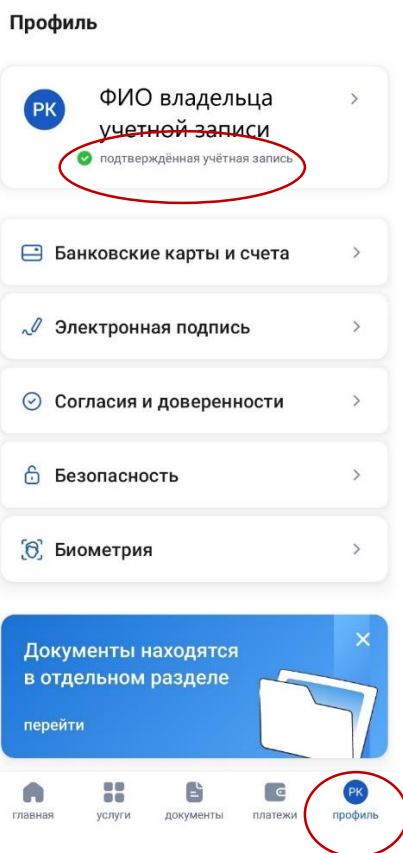 Профиль
РК
ФИО владельца
учетной записи
подтверждённая учётная запись
Банковские карты и счета
Электронная подпись
Согласия и доверенности
Безопасность
Биометрия
Документы находятся
в отдельном разделе
перейти
РК
главная услуги документы платежи профиль